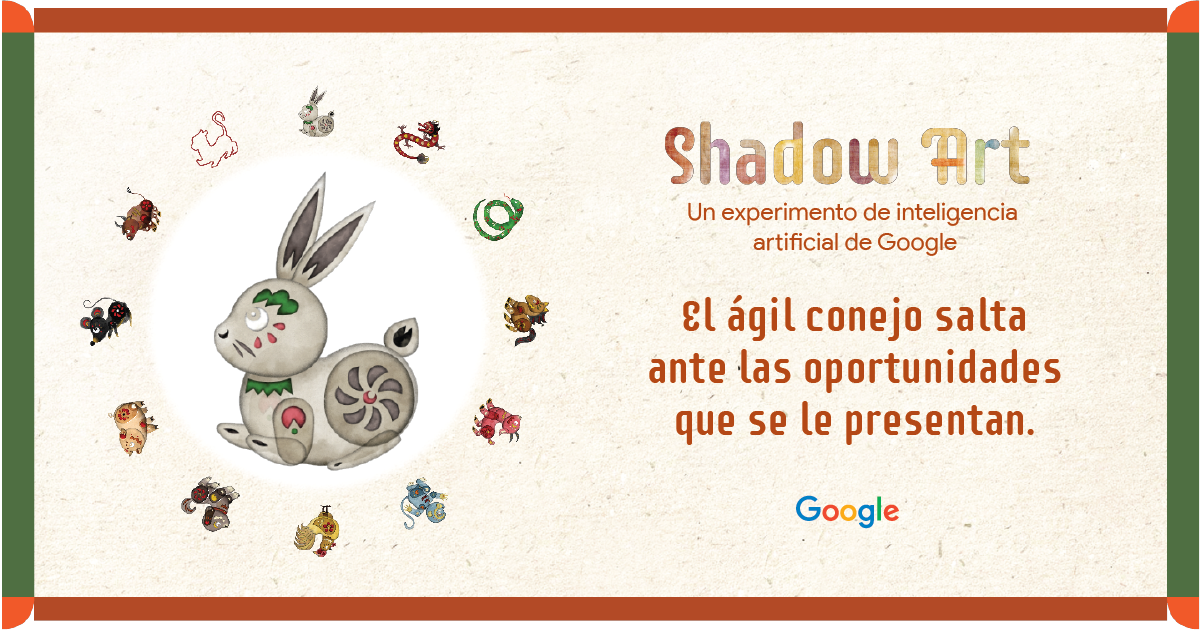 Shadow Art
Un experimento de inteligencia
artificial de Google
El ágil conejo salta
ante las oportunidades
que se le presentan.
Google